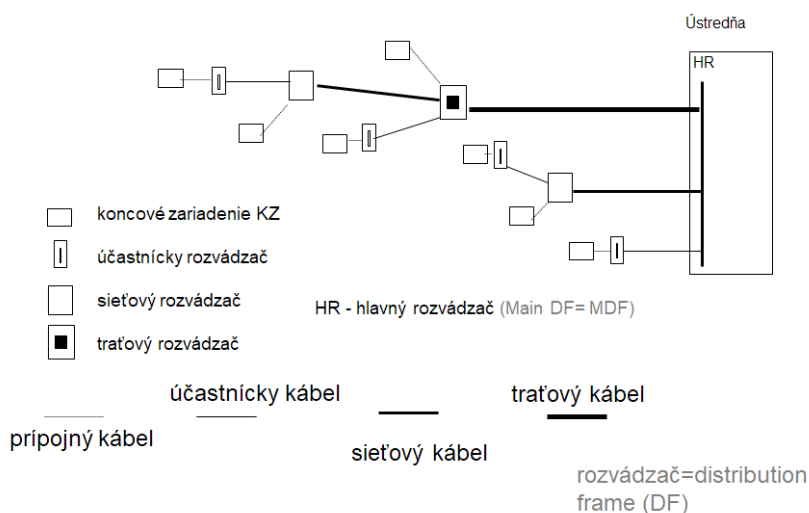 Ústredňa
HR
koncové zariadenie KZ
účastnícky rozvádzač
sieťový rozvádzač
HR - hlavný rozvádzač (Main DF= MDF)
traťový rozvádzač
účastnícky kábel
traťový kábel
prípojný kábel
sieťový kábel
rozvádzač=distribution
frame (DF)